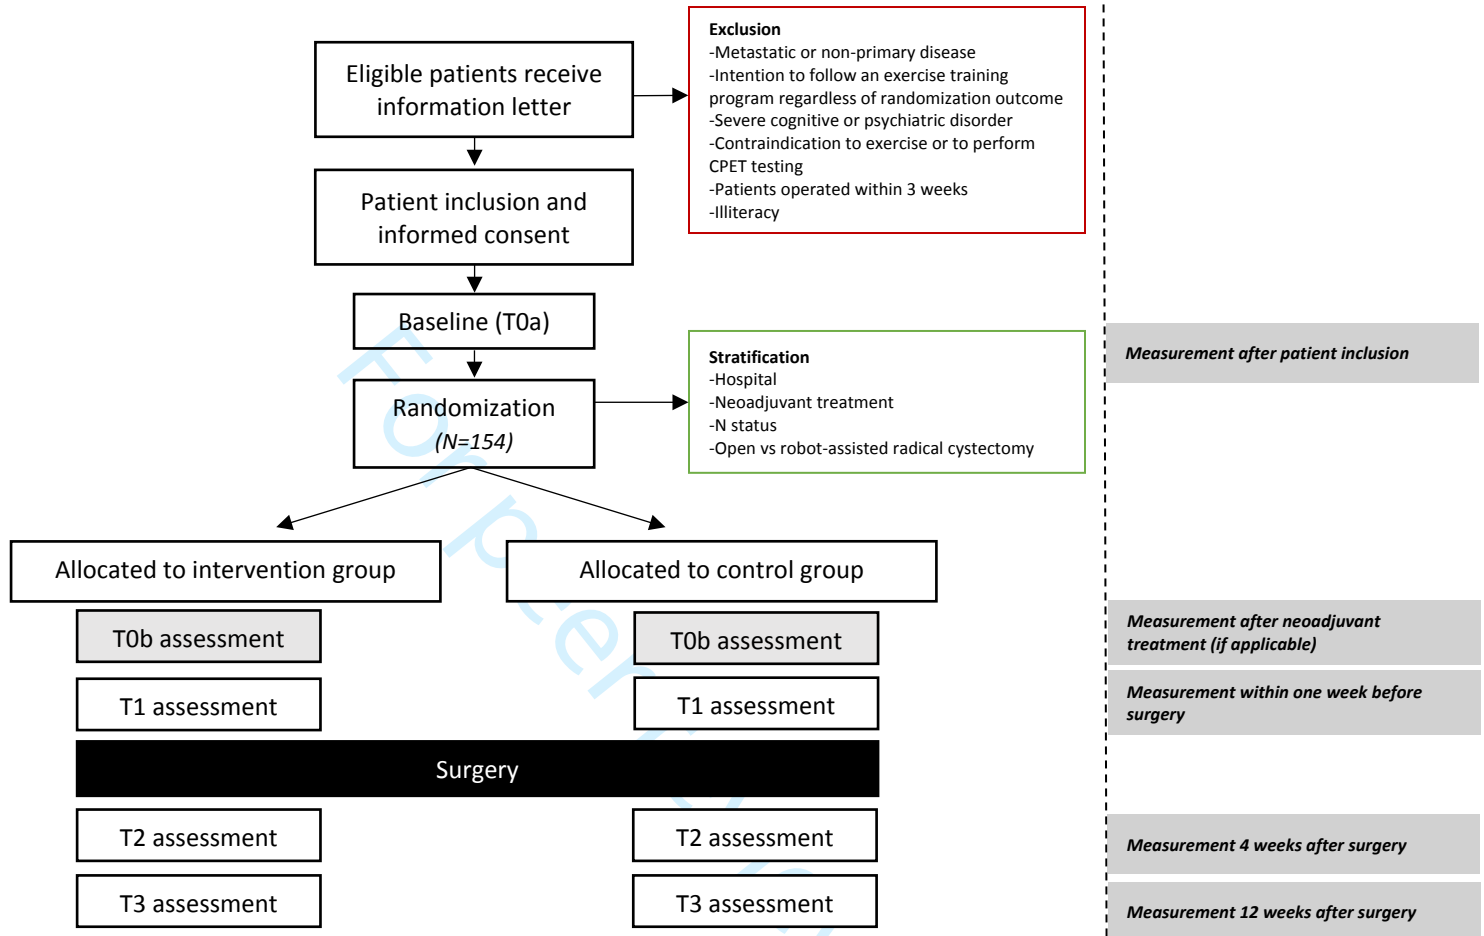 Eligible patients receive
information letter
Exclusion
-Metastatic or non-primary disease
-Intention to follow an exercise training
program regardless of randomization outcome
-Severe cognitive or psychiatric disorder
-Contraindication to exercise or to perform
CPET testing
-Patients operated within 3 weeks
-Illiteracy
Patient inclusion and
informed consent
Baseline (T0a)
Measurement after patient inclusion
Randomization
(N=154)
Stratification
-Hospital
-Neoadjuvant treatment
-N status
-Open vs robot-assisted radical cystectomy
Allocated to intervention group
Allocated to control group
T0b assessment
T0b assessment
Measurement after neoadjuvant
treatment (if applicable)
T1 assessment
T1 assessment
Measurement within one week before
surgery
Surgery
T2 assessment
T2 assessment
Measurement 4 weeks after surgery
T3 assessment
T3 assessment
Measurement 12 weeks after surgery
For peer